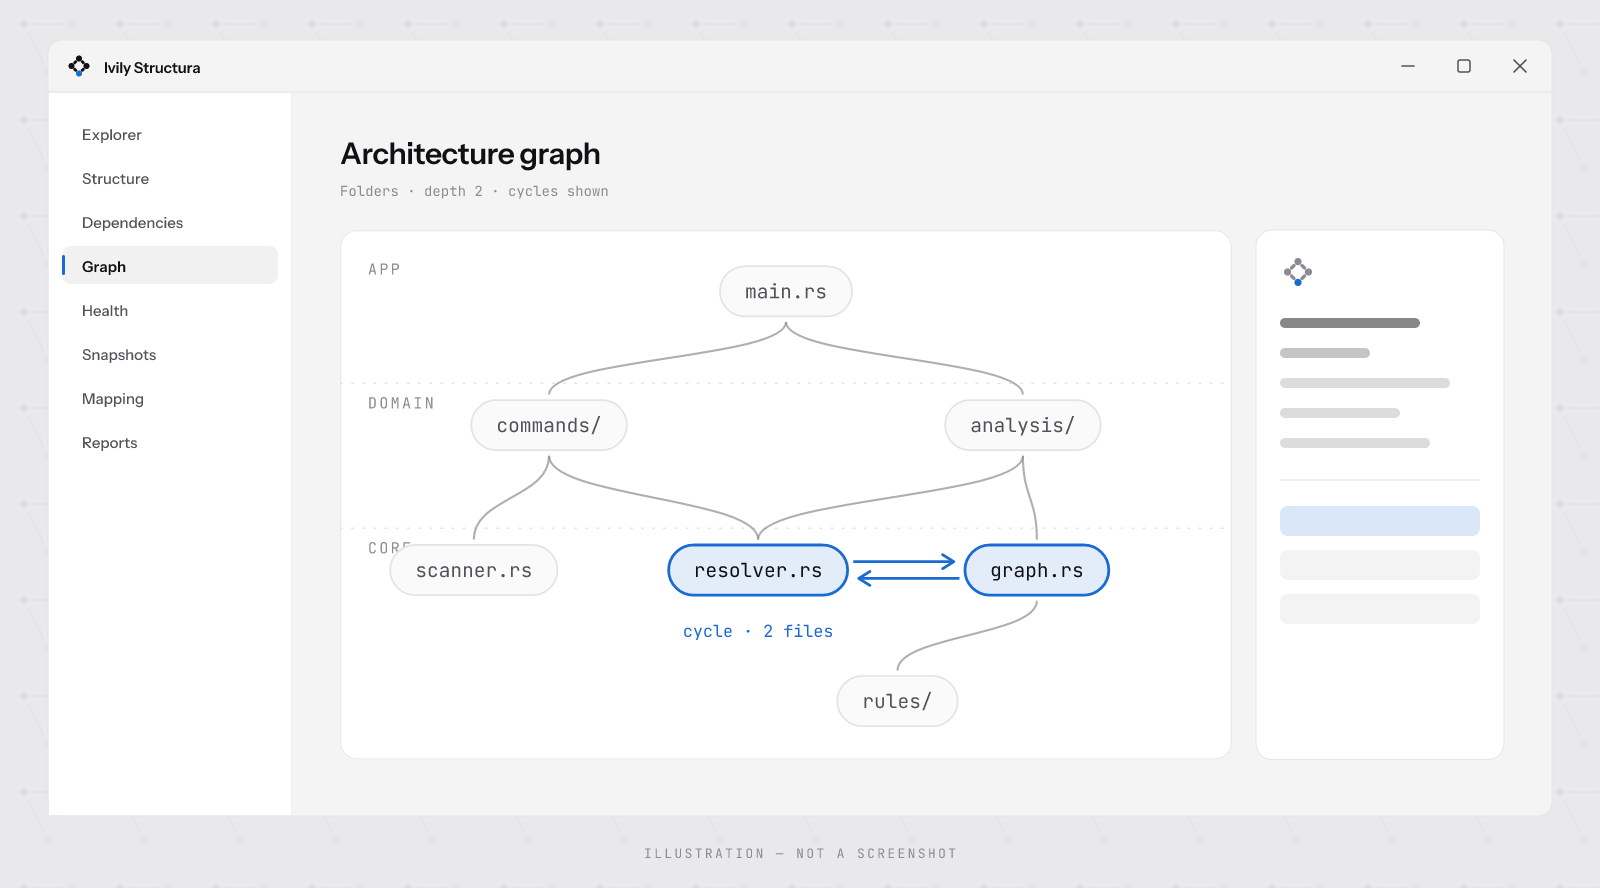 Ivily Structura
Explorer
Structure
Dependencies
Graph
Health
Snapshots
Mapping
Reports
Architecture graph
Folders · depth 2 · cycles shown
APP
main.rs
DOMAIN
commands/
analysis/
CORE
scanner.rs
resolver.rs
graph.rs
cycle · 2 files
rules/
ILLUSTRATION — NOT A SCREENSHOT